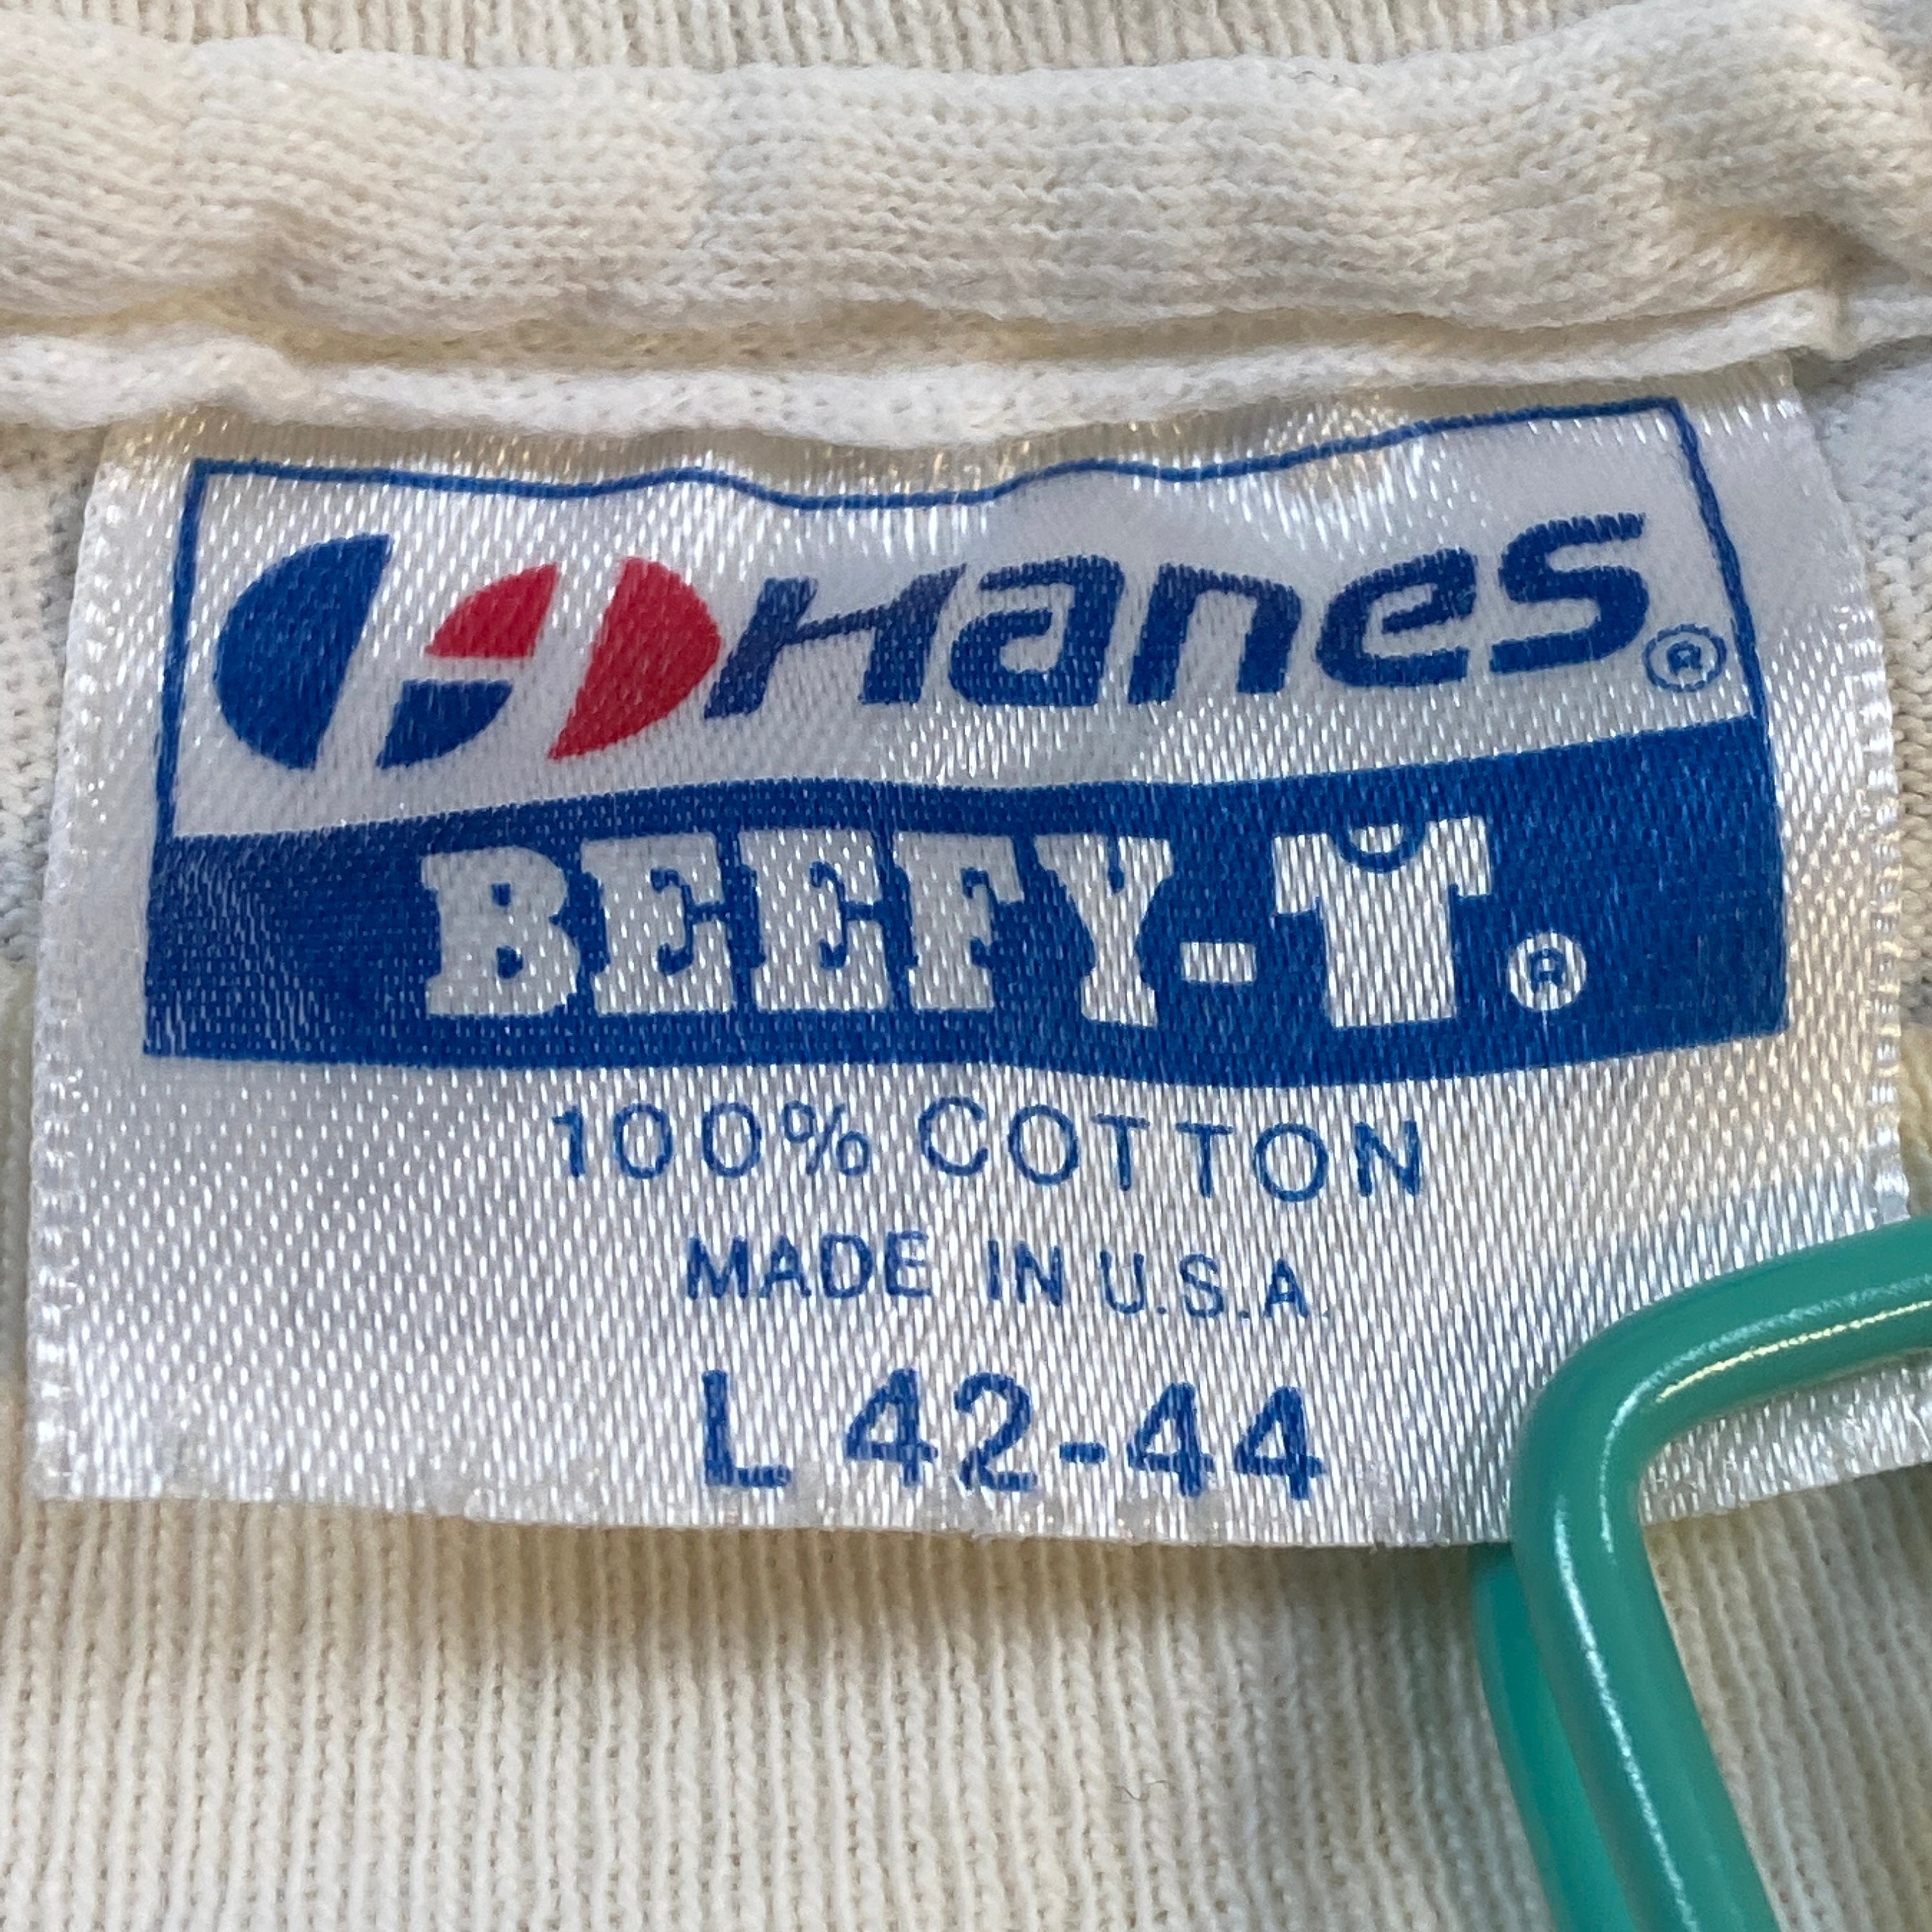 Hanes®
BEEFY-T®
100% COTTON
MADE IN U.S.A.
L 42-44